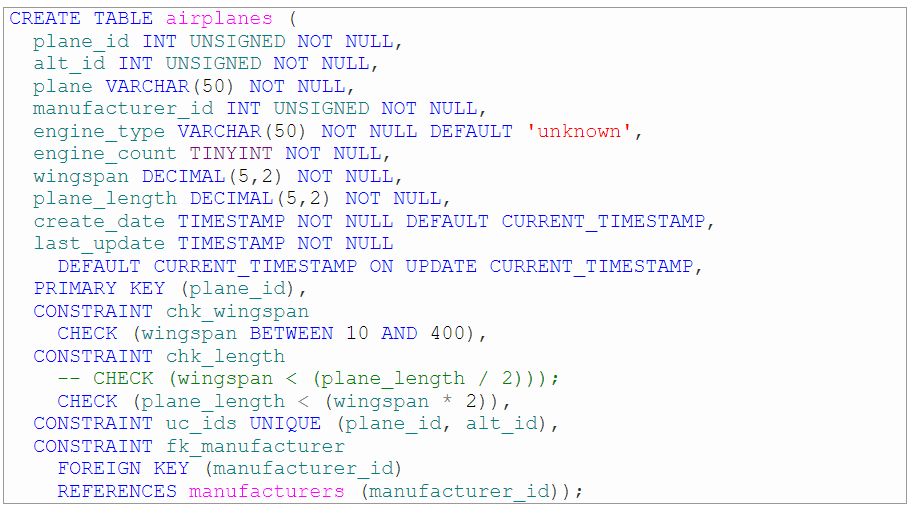 CREATE TABLE airplanes (
  plane_id INT UNSIGNED NOT NULL,
  alt_id INT UNSIGNED NOT NULL,
  plane VARCHAR(50) NOT NULL,
  manufacturer_id INT UNSIGNED NOT NULL,
  engine_type VARCHAR(50) NOT NULL DEFAULT 'unknown',
  engine_count TINYINT NOT NULL,
  wingspan DECIMAL(5,2) NOT NULL,
  plane_length DECIMAL(5,2) NOT NULL,
  create_date TIMESTAMP NOT NULL DEFAULT CURRENT_TIMESTAMP,
  last_update TIMESTAMP NOT NULL
    DEFAULT CURRENT_TIMESTAMP ON UPDATE CURRENT_TIMESTAMP,
  PRIMARY KEY (plane_id),
  CONSTRAINT chk_wingspan
    CHECK (wingspan BETWEEN 10 AND 400),
  CONSTRAINT chk_length
    -- CHECK (wingspan < (plane_length / 2)));
    CHECK (plane_length < (wingspan * 2)),
  CONSTRAINT uc_ids UNIQUE (plane_id, alt_id),
  CONSTRAINT fk_manufacturer
    FOREIGN KEY (manufacturer_id)
    REFERENCES manufacturers (manufacturer_id));